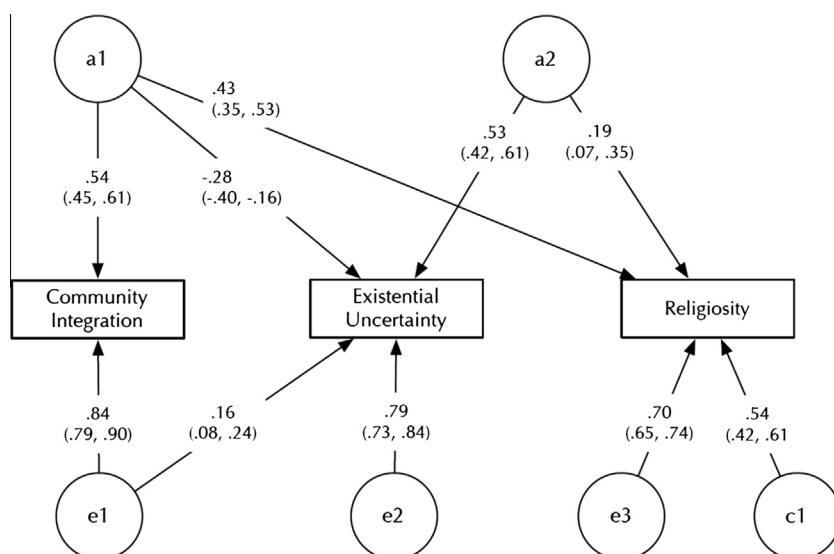 a1
a2
.43
(.35, .53)
.53
(.42, .61)
.19
(.07, .35)
.54
(.45, .61)
-.28
(-.40, -.16)
Community
Integration
Existential
Uncertainty
Religiosity
.84
(.79, .90)
.16
(.08, .24)
.79
(.73, .84)
.70
(.65, .74)
.54
(.42, .61
e1
e2
e3
c1